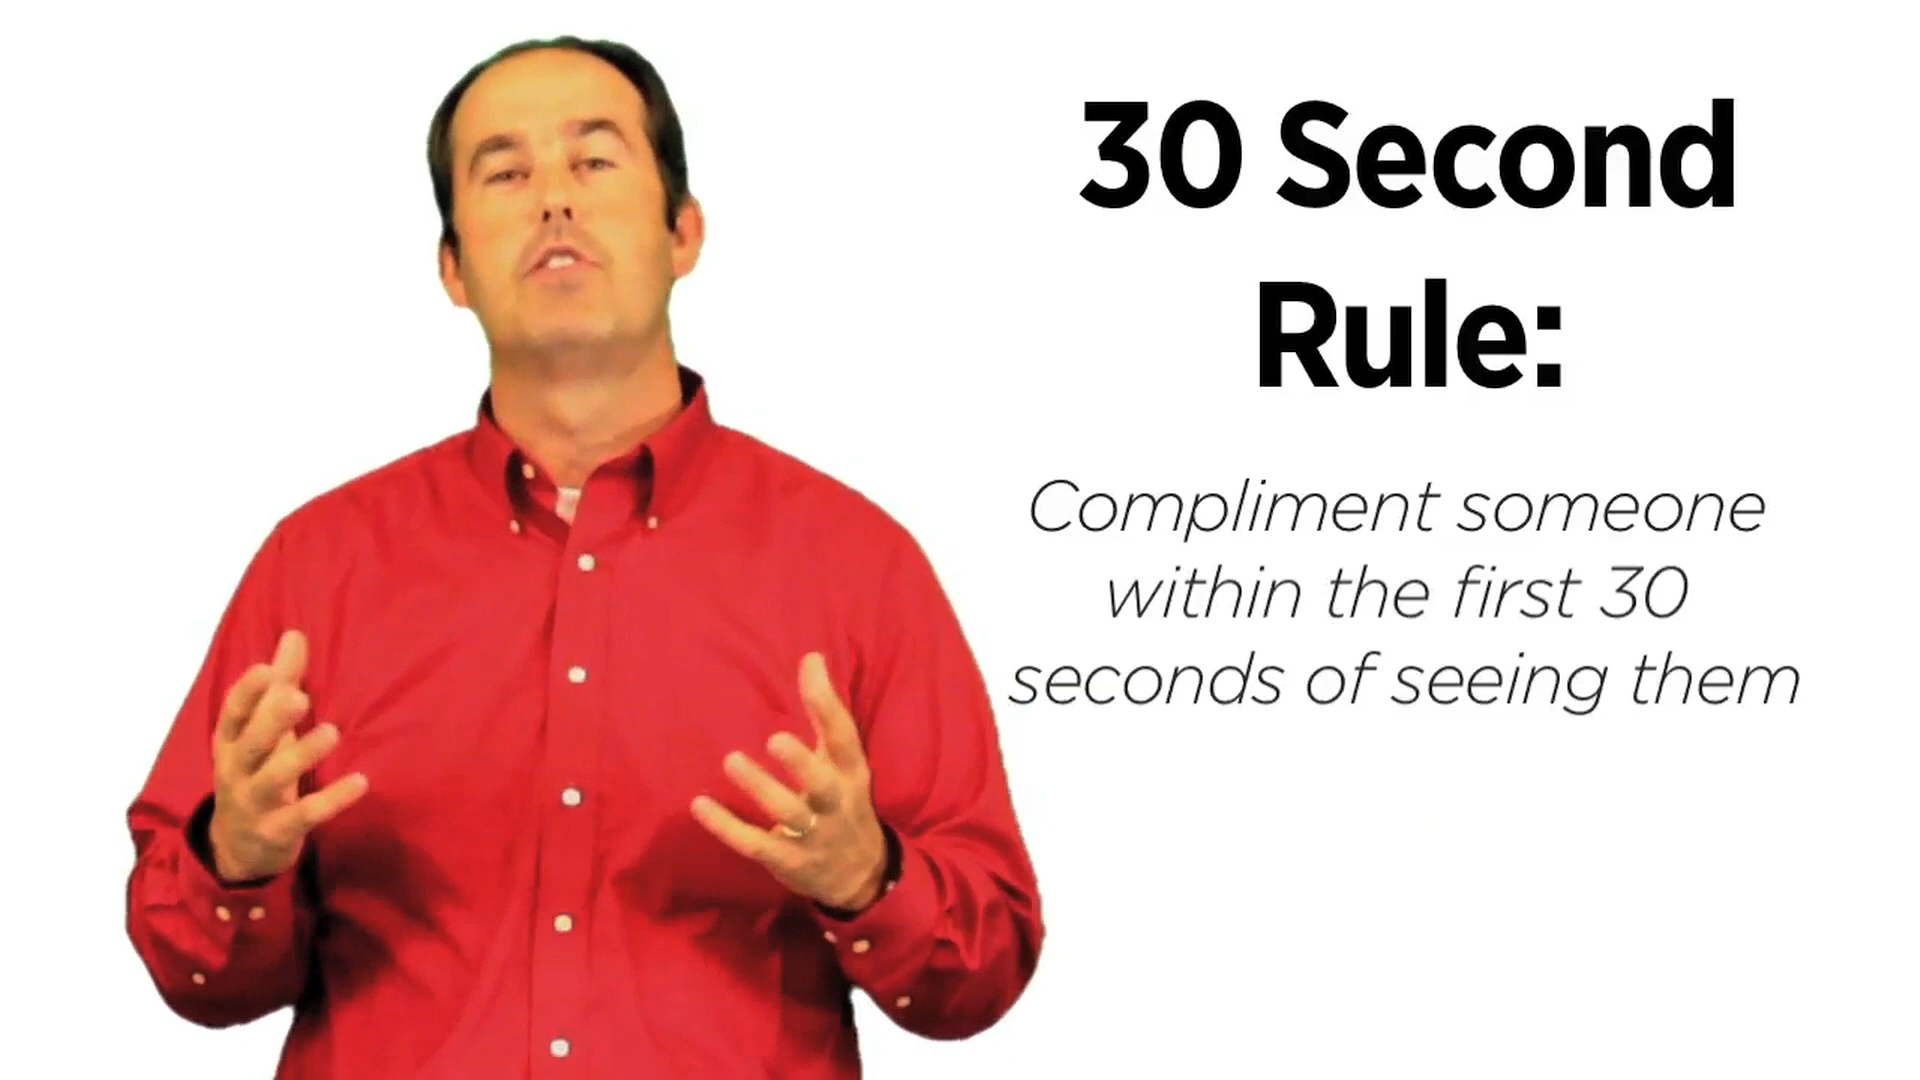 30 Second
Rule:
Compliment someone
within the first 30
seconds of seeing them